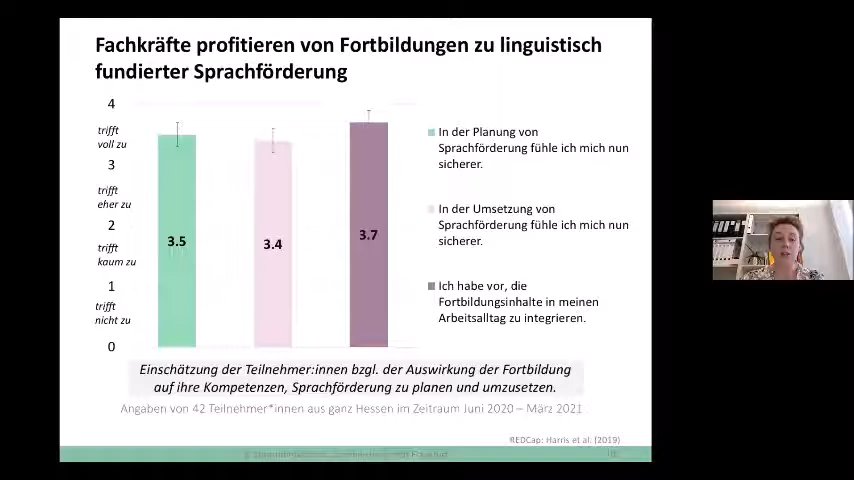 Fachkräfte profitieren von Fortbildungen zu linguistisch
fundierter Sprachförderung
4
trifft
voll zu
3
trifft
eher zu
2
trifft
kaum zu
1
trifft
nicht zu
0
3.5
3.4
3.7
In der Planung von
Sprachförderung fühle ich mich nun
sicherer.
In der Umsetzung von
Sprachförderung fühle ich mich nun
sicherer.
Ich habe vor, die
Fortbildungsinhalte in meinen
Arbeitsalltag zu integrieren.
Einschätzung der Teilnehmer:innen bzgl. der Auswirkung der Fortbildung
auf ihre Kompetenzen, Sprachförderung zu planen und umzusetzen.
Angaben von 42 Teilnehmer*innen aus ganz Hessen im Zeitraum Juni 2020 – März 2021
REDCap: Harris et al. (2019)